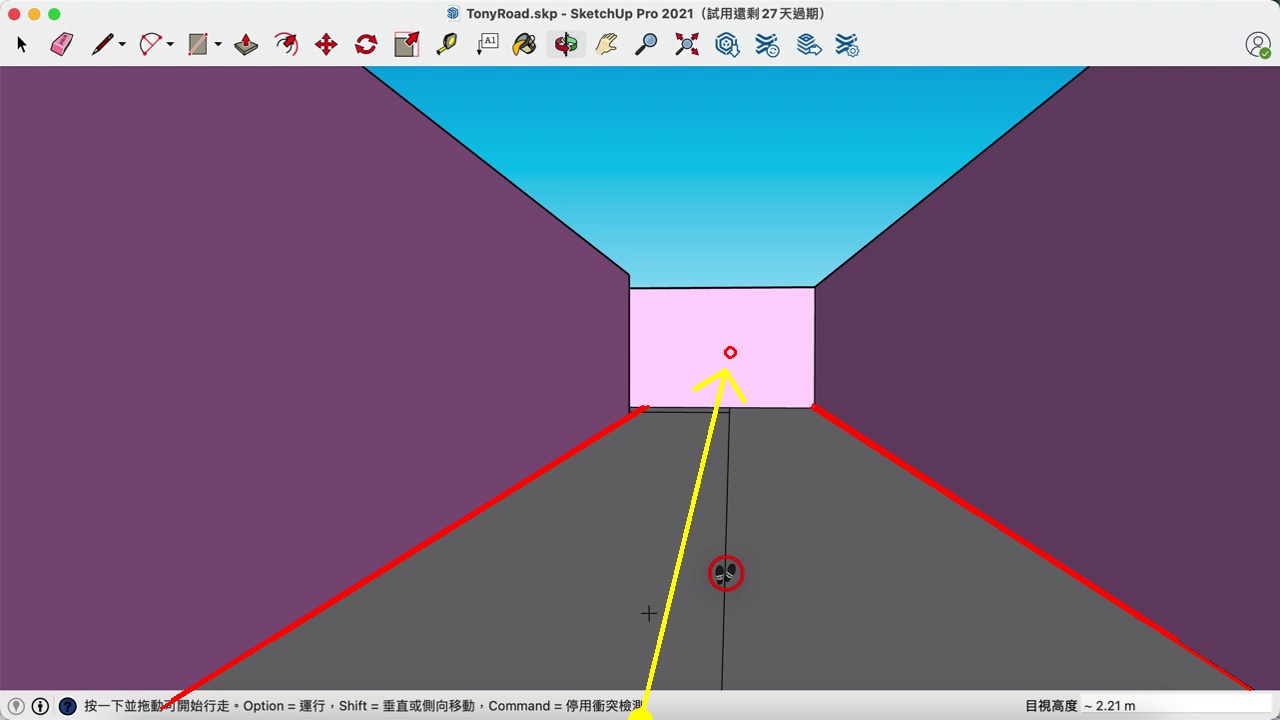 TonyRoad.skp - SketchUp Pro 2021（試用還剩 27 天過期）
A1
按一下並拖動可開始行走。Option = 運行，Shift = 垂直或側向移動，Command = 停用衝突檢測
目視高度 ~ 2.21 m